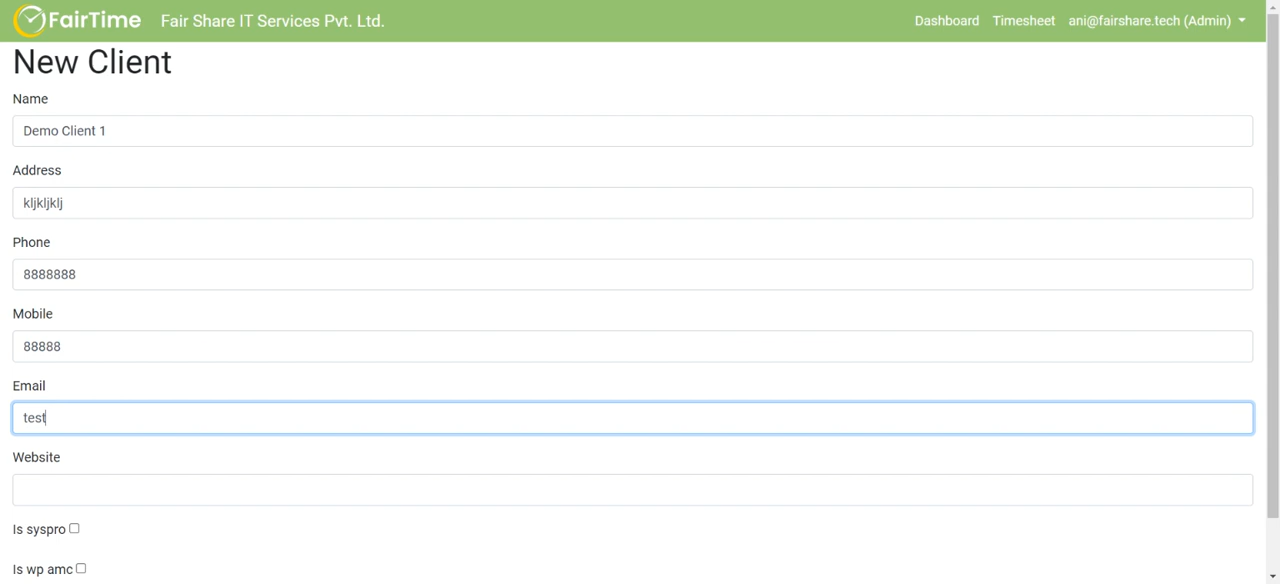 FairTime Fair Share IT Services Pvt. Ltd. Dashboard Timesheet ani@fairshare.tech (Admin)
New Client
Name
Demo Client 1
Address
kljkljklj
Phone
8888888
Mobile
88888
Email
test
Website
Is syspro
Is wp amc